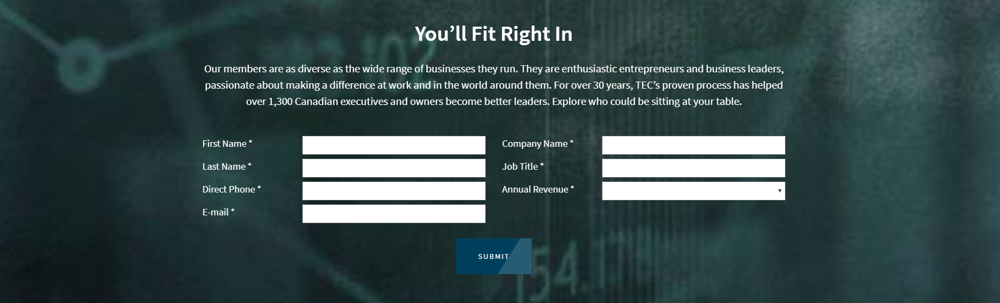 You’ll Fit Right In
Our members are as diverse as the wide range of businesses they run. They are enthusiastic entrepreneurs and business leaders,
passionate about making a difference at work and in the world around them. For over 30 years, TEC’s proven process has helped
over 1,300 Canadian executives and owners become better leaders. Explore who could be sitting at your table.
First Name *
Company Name *
Last Name *
Job Title *
Direct Phone *
Annual Revenue *
E-mail *
SUBMIT